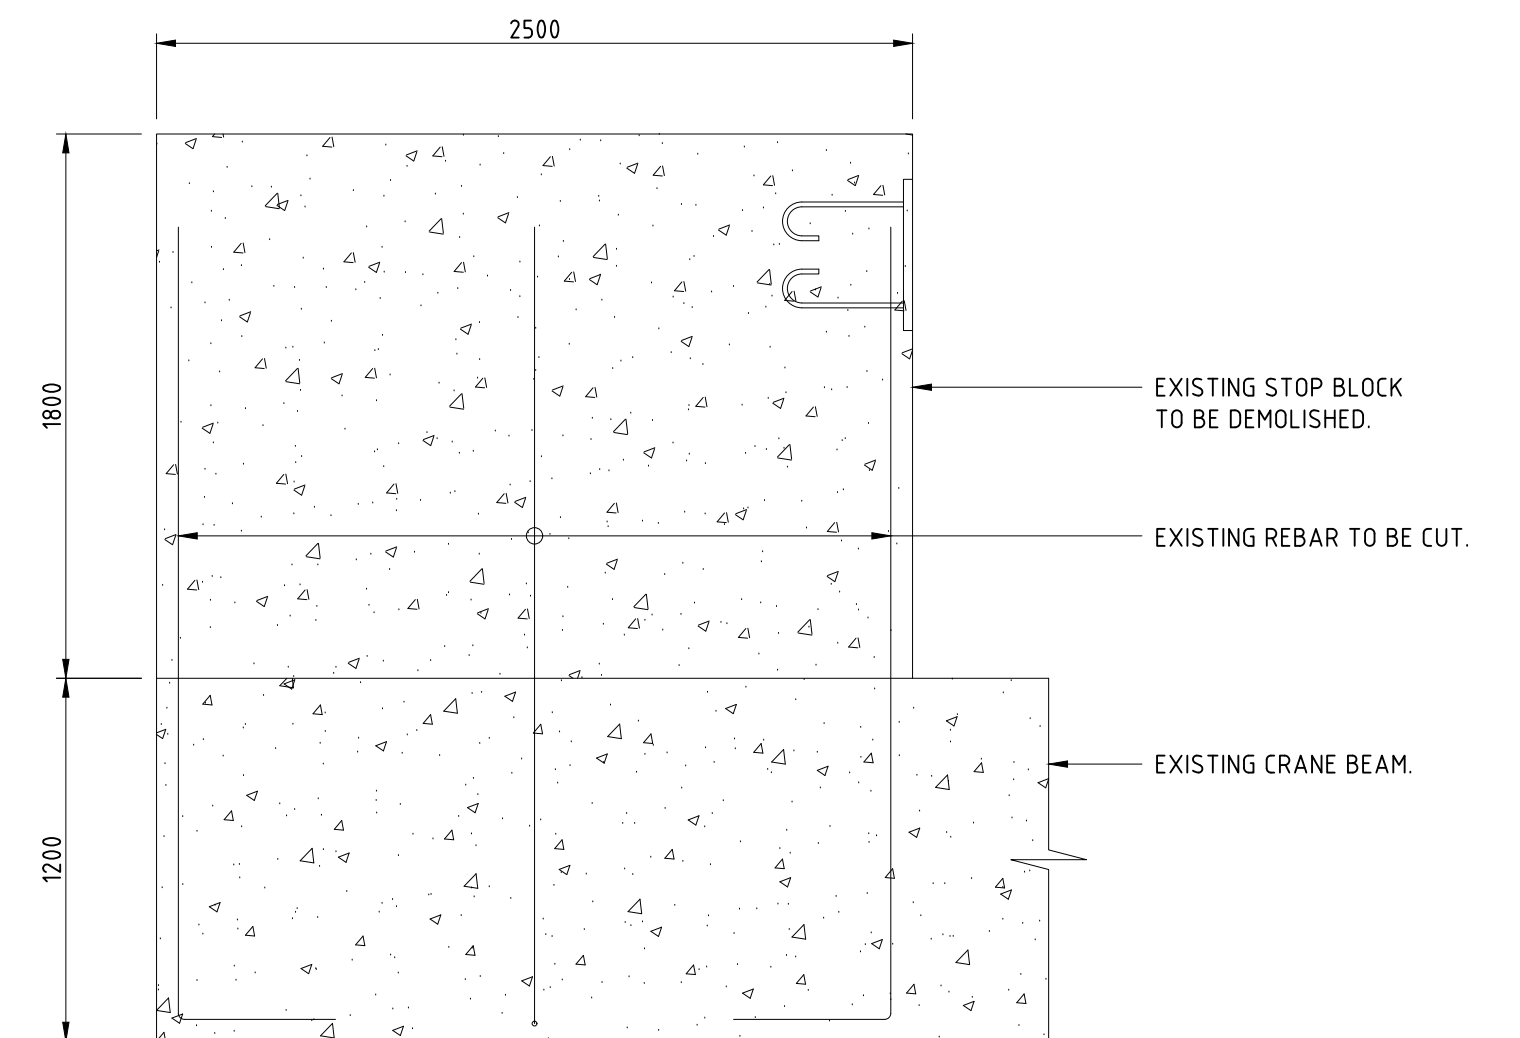 2500
1800
EXISTING STOP BLOCK
TO BE DEMOLISHED.
EXISTING REBAR TO BE CUT.
EXISTING CRANE BEAM.
1200